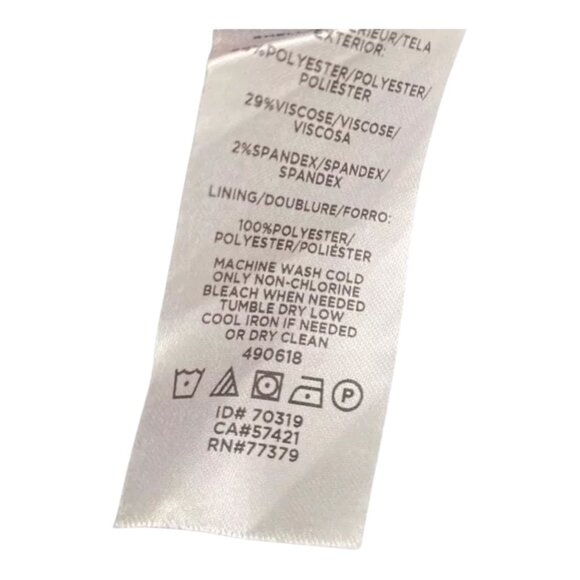 ÉRIEUR/TELA
EXTERIOR:
%POLYESTER/POLYESTER/
POLIÉSTER
29%VISCOSE/VISCOSE/
VISCOSA
2%SPANDEX/SPANDEX/
SPANDEX
LINING/DOUBLURE/FORRO:
100%POLYESTER/
POLYESTER/POLIÉSTER
MACHINE WASH COLD
ONLY NON-CHLORINE
BLEACH WHEN NEEDED
TUMBLE DRY LOW
COOL IRON IF NEEDED
OR DRY CLEAN
490618
P
ID# 70319
CA#57421
RN#77379